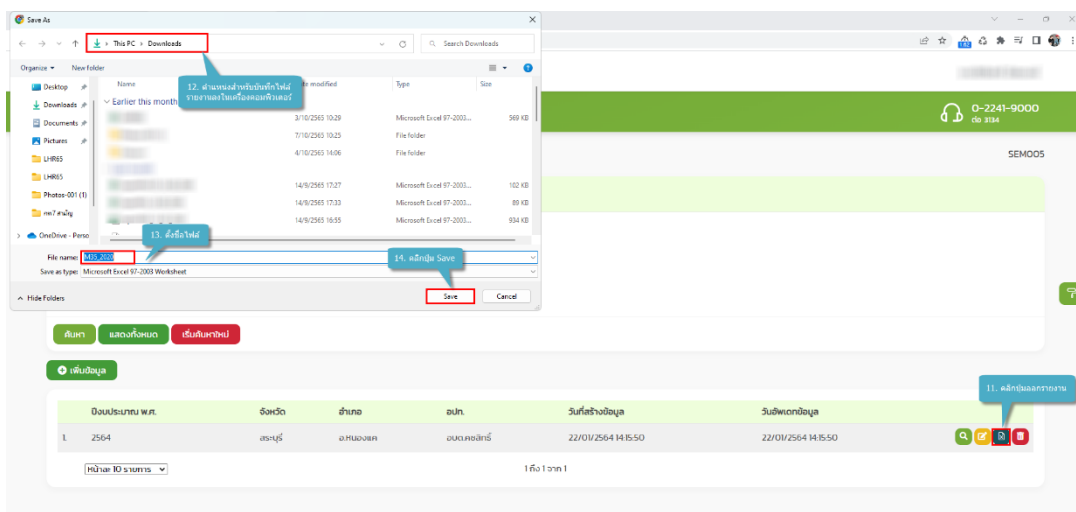 Save As
This PC > Downloads
Search Downloads
Organize
New folder
Name
Date modified
Type
Size
Desktop
Downloads
Documents
Pictures
LHR65
LHR65
Photos-001 (1)
OneDrive - Perso
Earlier this month
12. ตำแหน่งสำหรับบันทึกไฟล์
รายงานลงในเครื่องคอมพิวเตอร์
3/10/2565 10:29
Microsoft Excel 97-2003...
569 KB
7/10/2565 10:25
File folder
4/10/2565 14:06
File folder
14/9/2565 17:27
Microsoft Excel 97-2003...
102 KB
14/9/2565 17:33
Microsoft Excel 97-2003...
89 KB
14/9/2565 16:55
Microsoft Excel 97-2003...
934 KB
13. ตั้งชื่อไฟล์
File name: M35_2020
14. คลิกปุ่ม Save
Save as type: Microsoft Excel 97-2003 Worksheet
Hide Folders
Save
Cancel
0-2241-9000
ต่อ 3134
SEM005
ค้นหา
แสดงทั้งหมด
เริ่มค้นหาใหม่
เพิ่มข้อมูล
11. คลิกปุ่มออกรายงาน
ปีงบประมาณ พ.ศ.
จังหวัด
อำเภอ
อปท.
วันที่สร้างข้อมูล
วันอัพเดทข้อมูล
1.
2564
สระบุรี
อ.หนองแค
อบต.คชสิทธิ์
22/01/2564 14:15:50
22/01/2564 14:15:50
หน้าละ 10 รายการ
1 ถึง 1 จาก 1